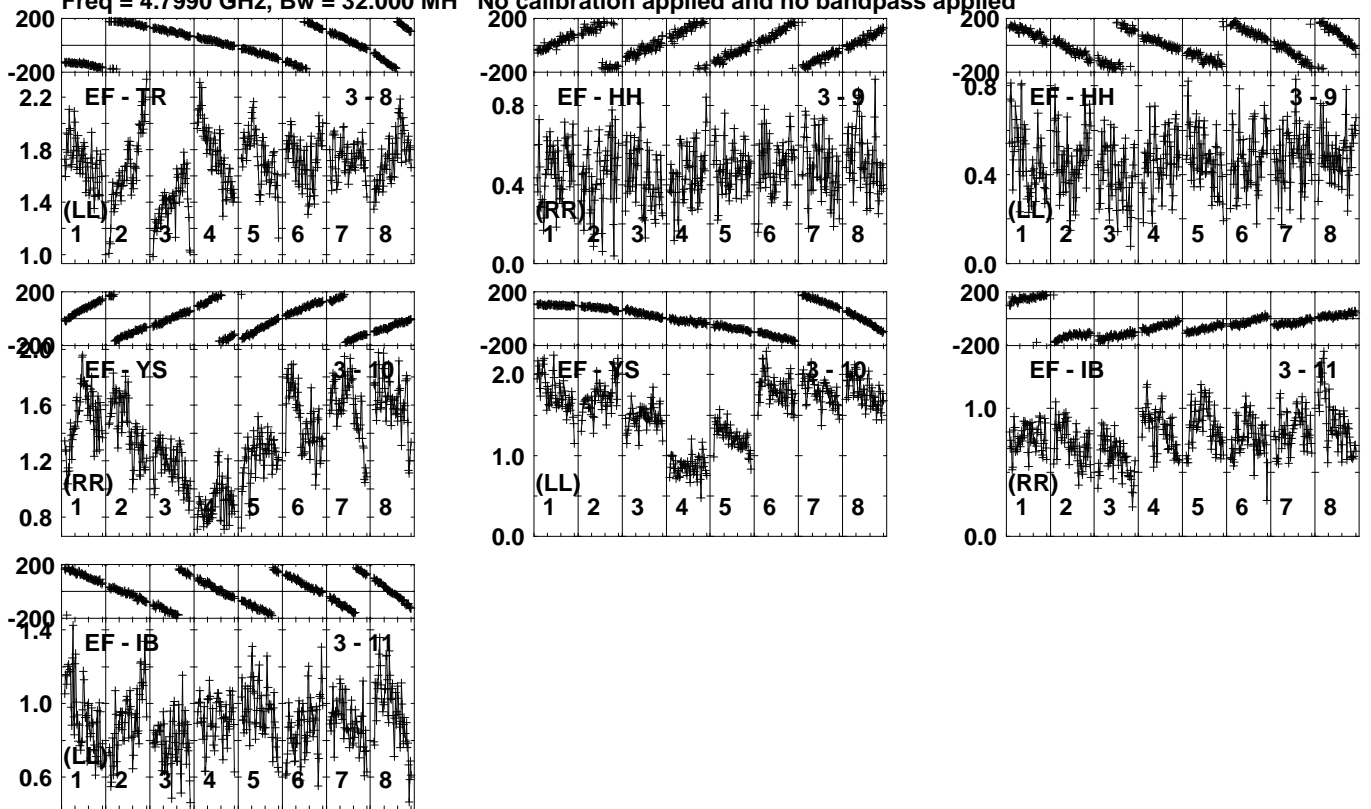 Freq = 4.7990 GHz, Bw = 32.000 MH No calibration applied and no bandpass applied
200
-200
2.2
1.8
1.4
1.0
EF - TR
3 - 8
(LL)
1 2 3 4 5 6 7 8
200
-200
0.8
0.4
0.0
EF - HH
3 - 9
(RR)
1 2 3 4 5 6 7 8
200
-200
0.8
0.4
0.0
EF - HH
3 - 9
(LL)
1 2 3 4 5 6 7 8
200
-200
2.0
1.6
1.2
0.8
EF - YS
3 - 10
(RR)
1 2 3 4 5 6 7 8
200
-200
2.0
1.0
0.0
EF - YS
3 - 10
(LL)
1 2 3 4 5 6 7 8
200
-200
1.0
0.0
EF - IB
3 - 11
(RR)
1 2 3 4 5 6 7 8
200
-200
1.4
1.0
0.6
EF - IB
3 - 11
(LL)
1 2 3 4 5 6 7 8